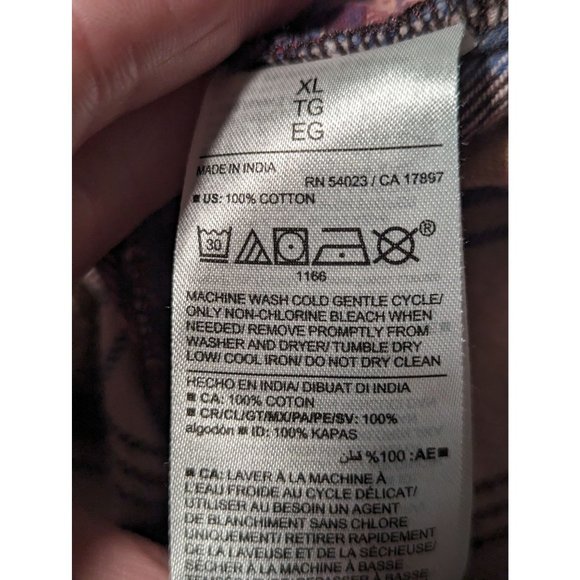 XL
TG
EG
MADE IN INDIA
RN 54023 / CA 17897
■ US: 100% COTTON
30
®
1166
MACHINE WASH COLD GENTLE CYCLE/
ONLY NON-CHLORINE BLEACH WHEN
NEEDED/ REMOVE PROMPTLY FROM
WASHER AND DRYER/ TUMBLE DRY
LOW/ COOL IRON/ DO NOT DRY CLEAN
HECHO EN INDIA/ DIBUAT DI INDIA
■ CA: 100% COTON
■ CR/CL/GT/MX/PA/PE/SV: 100%
algodón ■ ID: 100% KAPAS
■ AE: 100% قطن
■ CA: LAVER À LA MACHINE À
L'EAU FROIDE AU CYCLE DÉLICAT/
UTILISER AU BESOIN UN AGENT
DE BLANCHIMENT SANS CHLORE
UNIQUEMENT/ RETIRER RAPIDEMENT
DE LA LAVEUSE ET DE LA SÉCHEUSE/
SÉCHER À LA MACHINE À BASSE